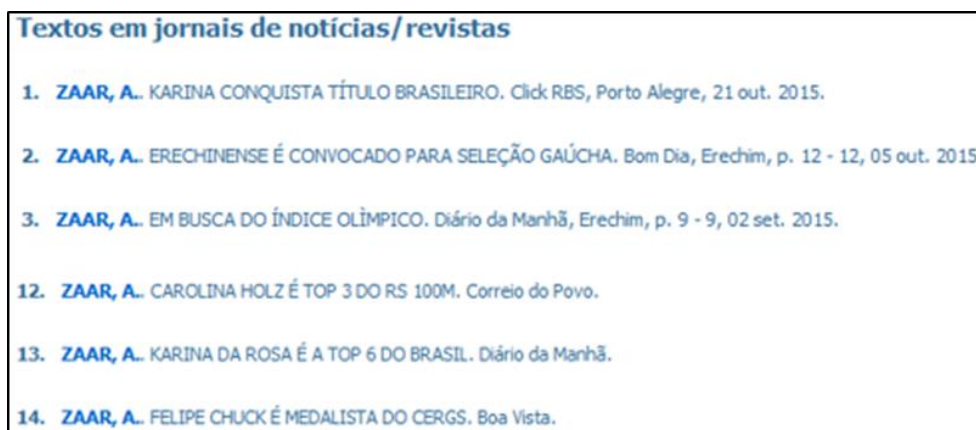 Textos em jornais de notícias/revistas
1. ZAAR, A.. KARINA CONQUISTA TÍTULO BRASILEIRO. Click RBS, Porto Alegre, 21 out. 2015.
2. ZAAR, A.. ERECHINENSE É CONVOCADO PARA SELEÇÃO GAÚCHA. Bom Dia, Erechim, p. 12 - 12, 05 out. 2015
3. ZAAR, A.. EM BUSCA DO ÍNDICE OLÌMPICO. Diário da Manhã, Erechim, p. 9 - 9, 02 set. 2015.
12. ZAAR, A.. CAROLINA HOLZ É TOP 3 DO RS 100M. Correio do Povo.
13. ZAAR, A.. KARINA DA ROSA É A TOP 6 DO BRASIL. Diário da Manhã.
14. ZAAR, A.. FELIPE CHUCK É MEDALISTA DO CERGS. Boa Vista.